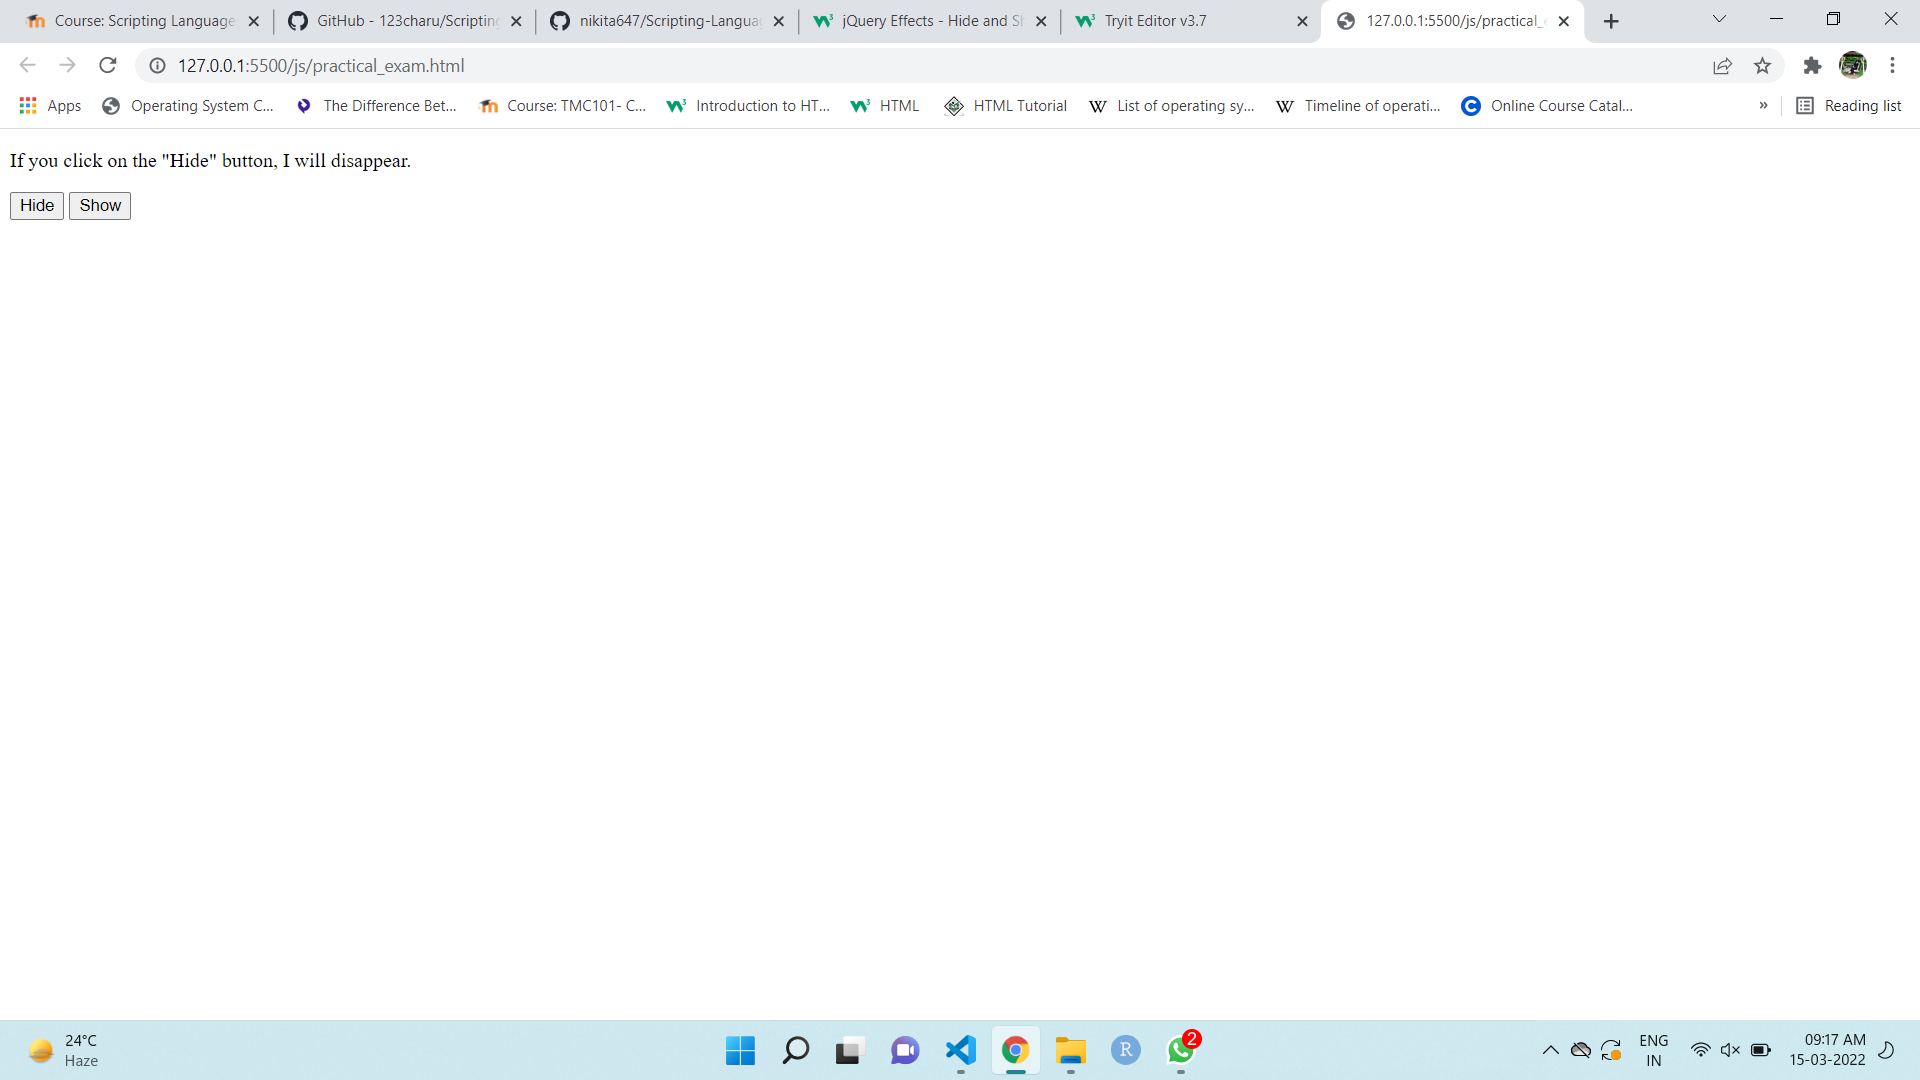 Course: Scripting Language
GitHub - 123charu/Scripting
nikita647/Scripting-Languag
jQuery Effects - Hide and Sh
Tryit Editor v3.7
127.0.0.1:5500/js/practical_e
127.0.0.1:5500/js/practical_exam.html
Apps
Operating System C...
The Difference Bet...
Course: TMC101- C...
Introduction to HT...
HTML
HTML Tutorial
List of operating sy...
Timeline of operati...
Online Course Catal...
»
Reading list
If you click on the "Hide" button, I will disappear.
Hide Show
24°C
Haze
R
2
ENG
IN
09:17 AM
15-03-2022